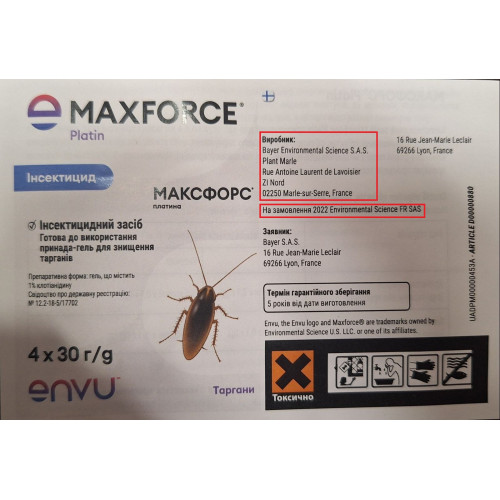 MAXFORCE®
Platin
Інсектицид
МАКСФОРС®
платина
Інсектицидний засіб
Готова до використання
принада-гель для знищення
тарганів
Препаративна форма: гель, що містить
1% клотіанідину
Свідоцтво про державну реєстрацію:
№ 12.2-18-5/17702
4 x 30 г/g
envu™
Таргани
Виробник:
Bayer Environmental Science S.A.S.
Plant Marle
Rue Antoine Laurent de Lavoisier
ZI Nord
02250 Marle-sur-Serre, France
На замовлення 2022 Environmental Science FR SAS
Заявник:
Bayer S.A.S.
16 Rue Jean-Marie Leclair
69266 Lyon, France
16 Rue Jean-Marie Leclair
69266 Lyon, France
Термін гарантійного зберігання
5 років від дати виготовлення
Envu, the Envu logo and Maxforce® are trademarks owned by
Environmental Science U.S. LLC. or one of its affiliates.
Токсично
UA0PM00000453A - ARTICLE D00000880